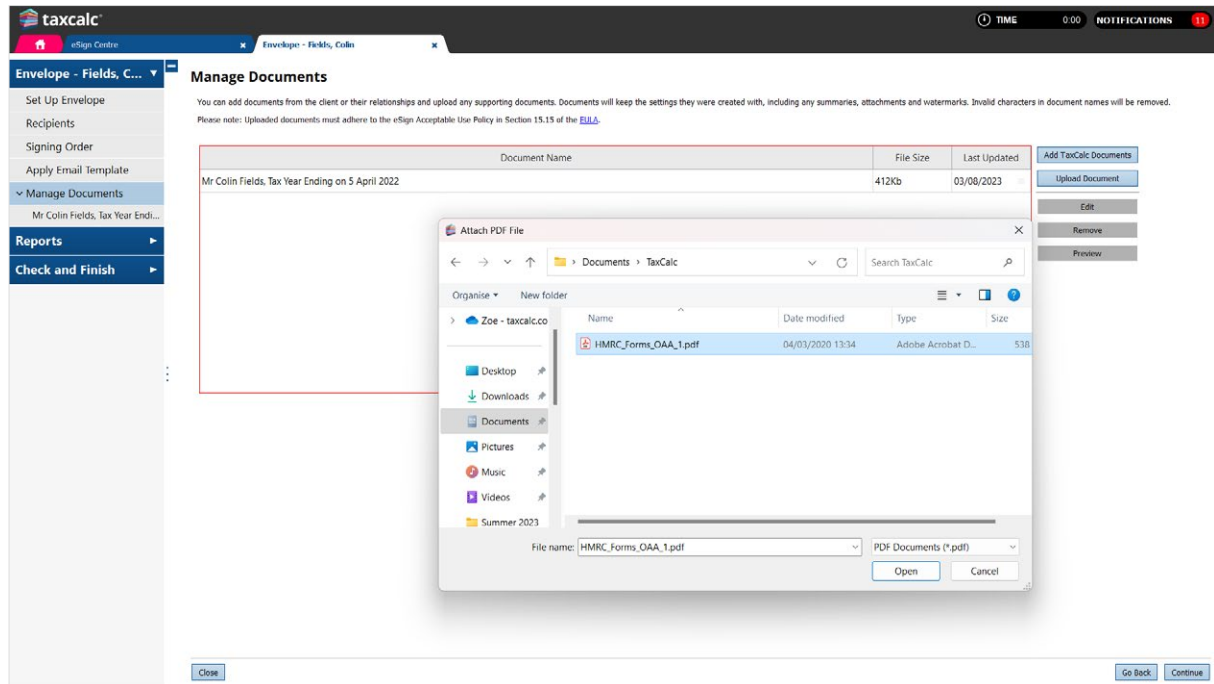 taxcalc
TIME 0:00 NOTIFICATIONS 11
eSign Centre Envelope - Fields, Colin
Envelope - Fields, C...
Set Up Envelope
Recipients
Signing Order
Apply Email Template
Manage Documents
Mr Colin Fields, Tax Year Endi...
Reports
Check and Finish
Manage Documents
You can add documents from the client or their relationships and upload any supporting documents. Documents will keep the settings they were created with, including any summaries, attachments and watermarks. Invalid characters in document names will be removed.
Please note: Uploaded documents must adhere to the eSign Acceptable Use Policy in Section 15.15 of the EULA.
Document Name File Size Last Updated
Mr Colin Fields, Tax Year Ending on 5 April 2022 412Kb 03/08/2023
Add TaxCalc Documents
Upload Document
Edit
Remove
Preview
Attach PDF File
Documents › TaxCalc
Search TaxCalc
Organise New folder
Name Date modified Type Size
HMRC_Forms_OAA_1.pdf 04/03/2020 13:34 Adobe Acrobat D... 538
Zoe - taxcalc.co
Desktop
Downloads
Documents
Pictures
Music
Videos
Summer 2023
File name: HMRC_Forms_OAA_1.pdf PDF Documents (*.pdf)
Open Cancel
Close Go Back Continue